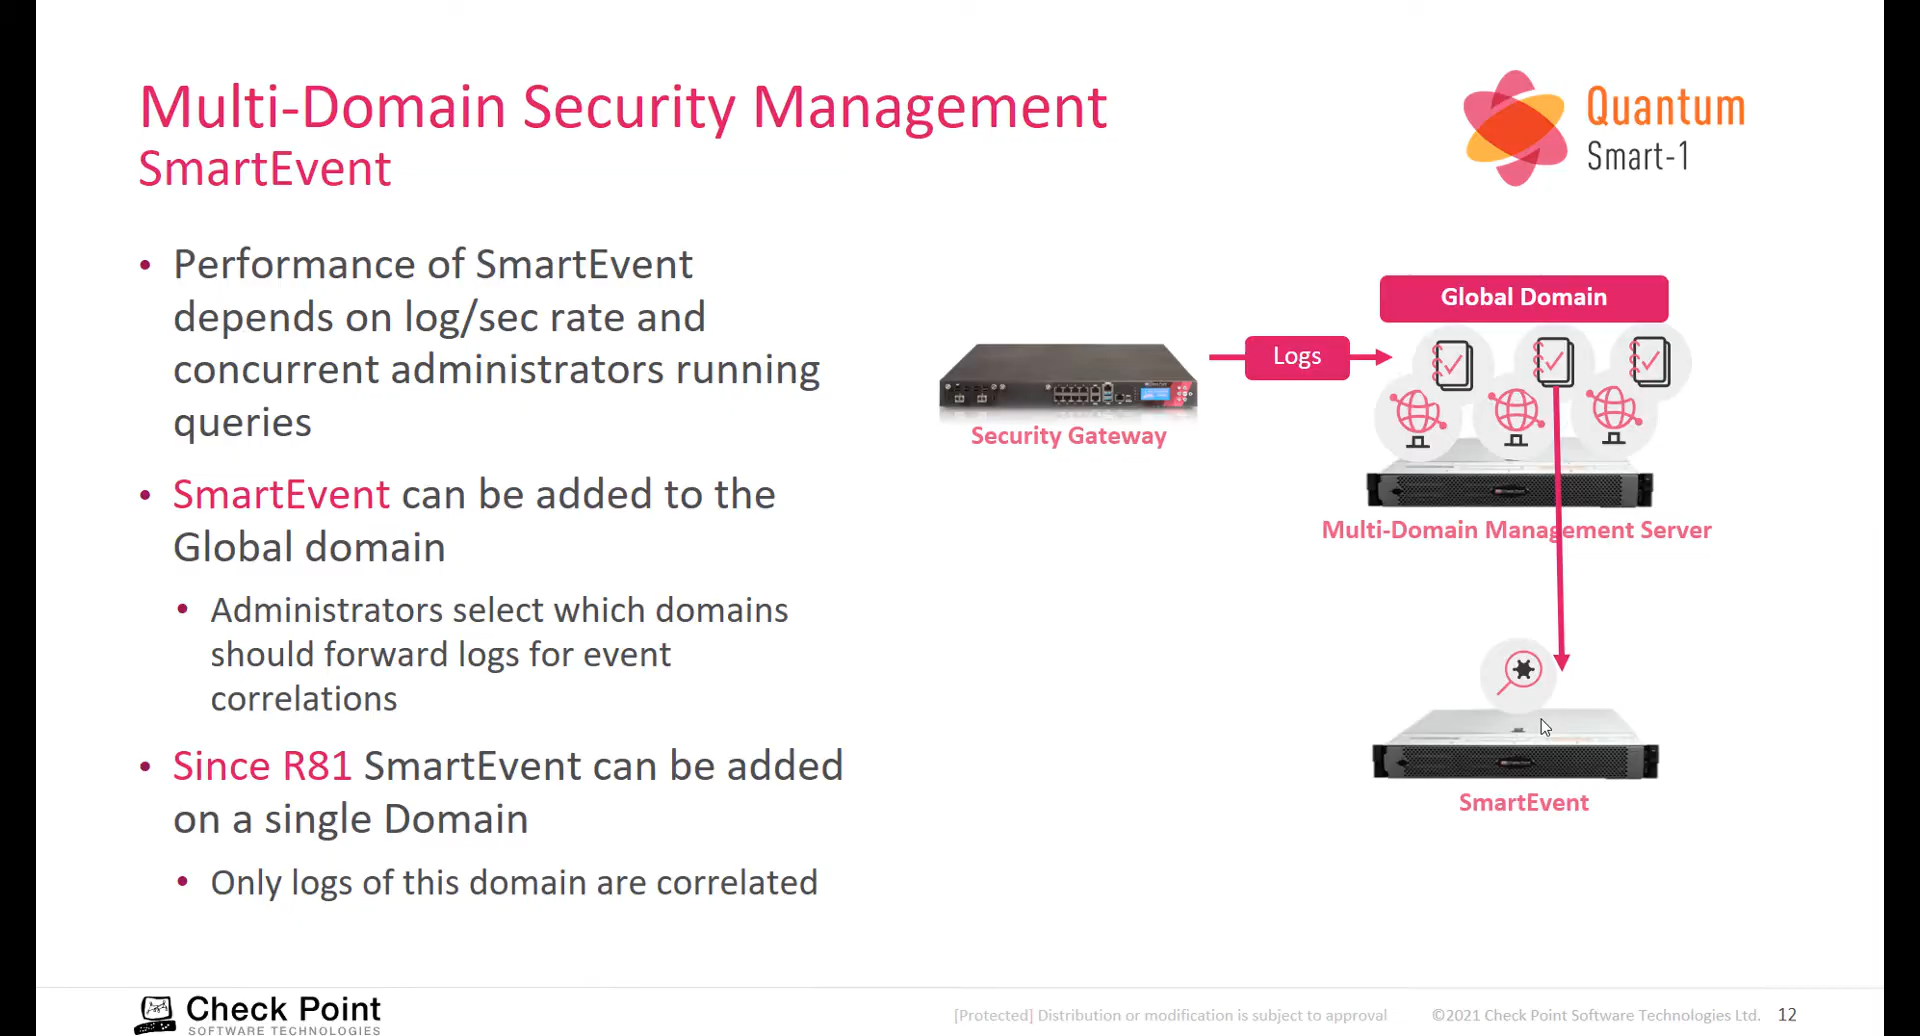 Multi-Domain Security Management
SmartEvent
Quantum
Smart-1
• Performance of SmartEvent
depends on log/sec rate and
concurrent administrators running
queries
• SmartEvent can be added to the
Global domain
• Administrators select which domains
should forward logs for event
correlations
• Since R81 SmartEvent can be added
on a single Domain
• Only logs of this domain are correlated
Global Domain
Logs
Security Gateway
Multi-Domain Management Server
SmartEvent
Check Point
SOFTWARE TECHNOLOGIES
[Protected] Distribution or modification is subject to approval
©2021 Check Point Software Technologies Ltd. 12